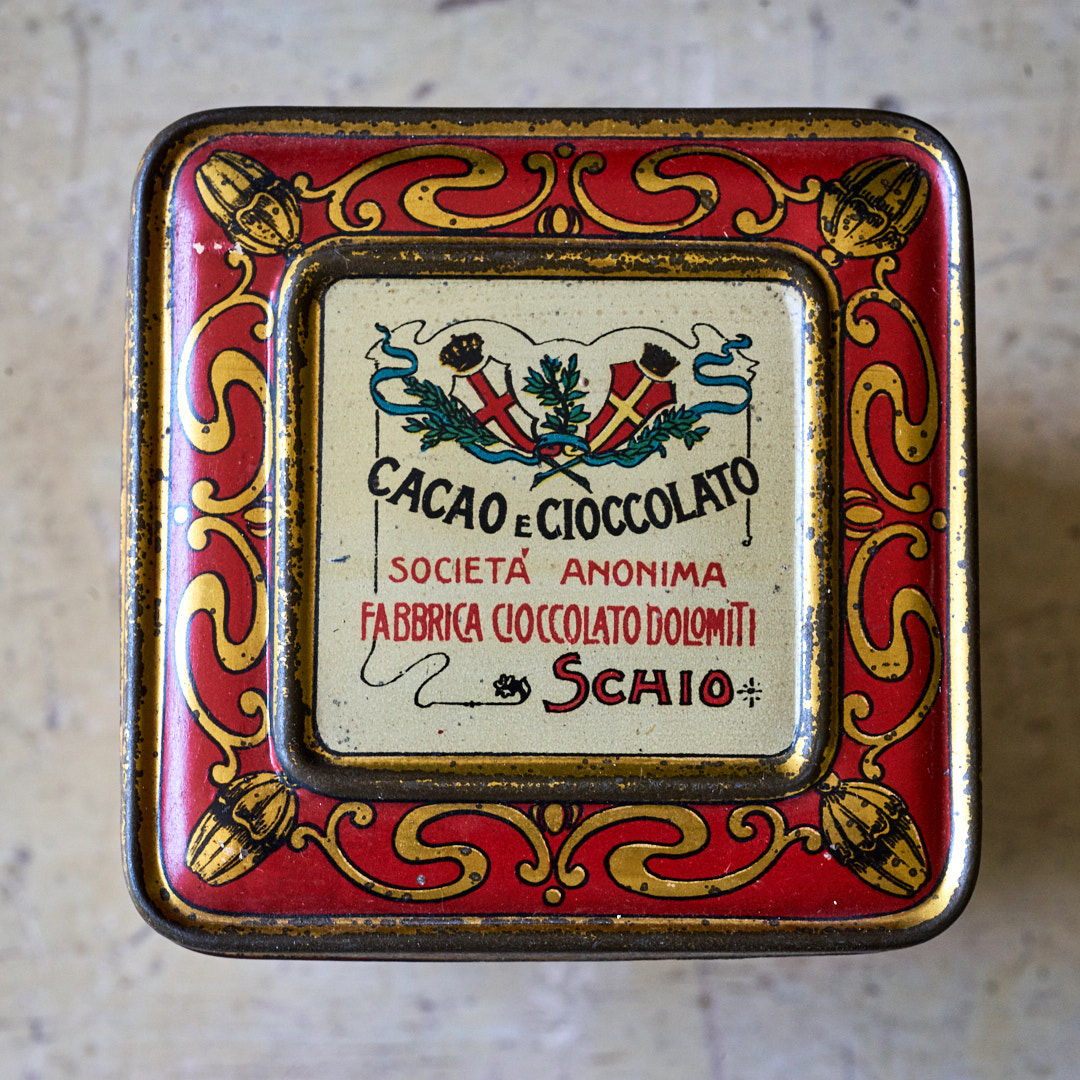 CACAO E CIOCCOLATO
SOCIETÁ ANONIMA
FABBRICA CIOCCOLATO DOLOMITI
SCHIO